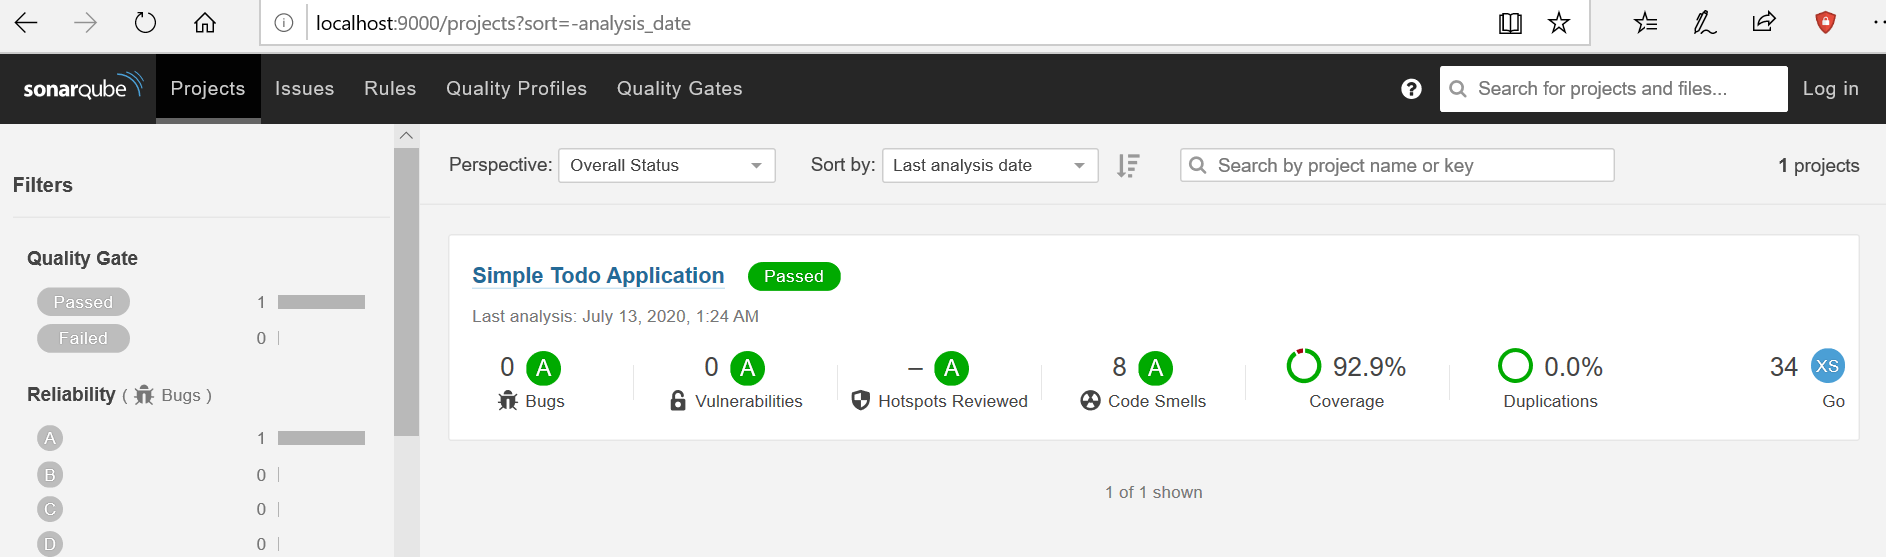 localhost:9000/projects?sort=-analysis_date
sonarqube Projects Issues Rules Quality Profiles Quality Gates ? Search for projects and files... Log in
Perspective: Overall Status Sort by: Last analysis date Search by project name or key 1 projects
Filters
Quality Gate
Passed 1
Failed 0
Reliability ( Bugs )
A 1
B 0
C 0
D 0
Simple Todo Application Passed
Last analysis: July 13, 2020, 1:24 AM
0 A 0 A – A 8 A 92.9% 0.0% 34 XS
Bugs Vulnerabilities Hotspots Reviewed Code Smells Coverage Duplications Go
1 of 1 shown